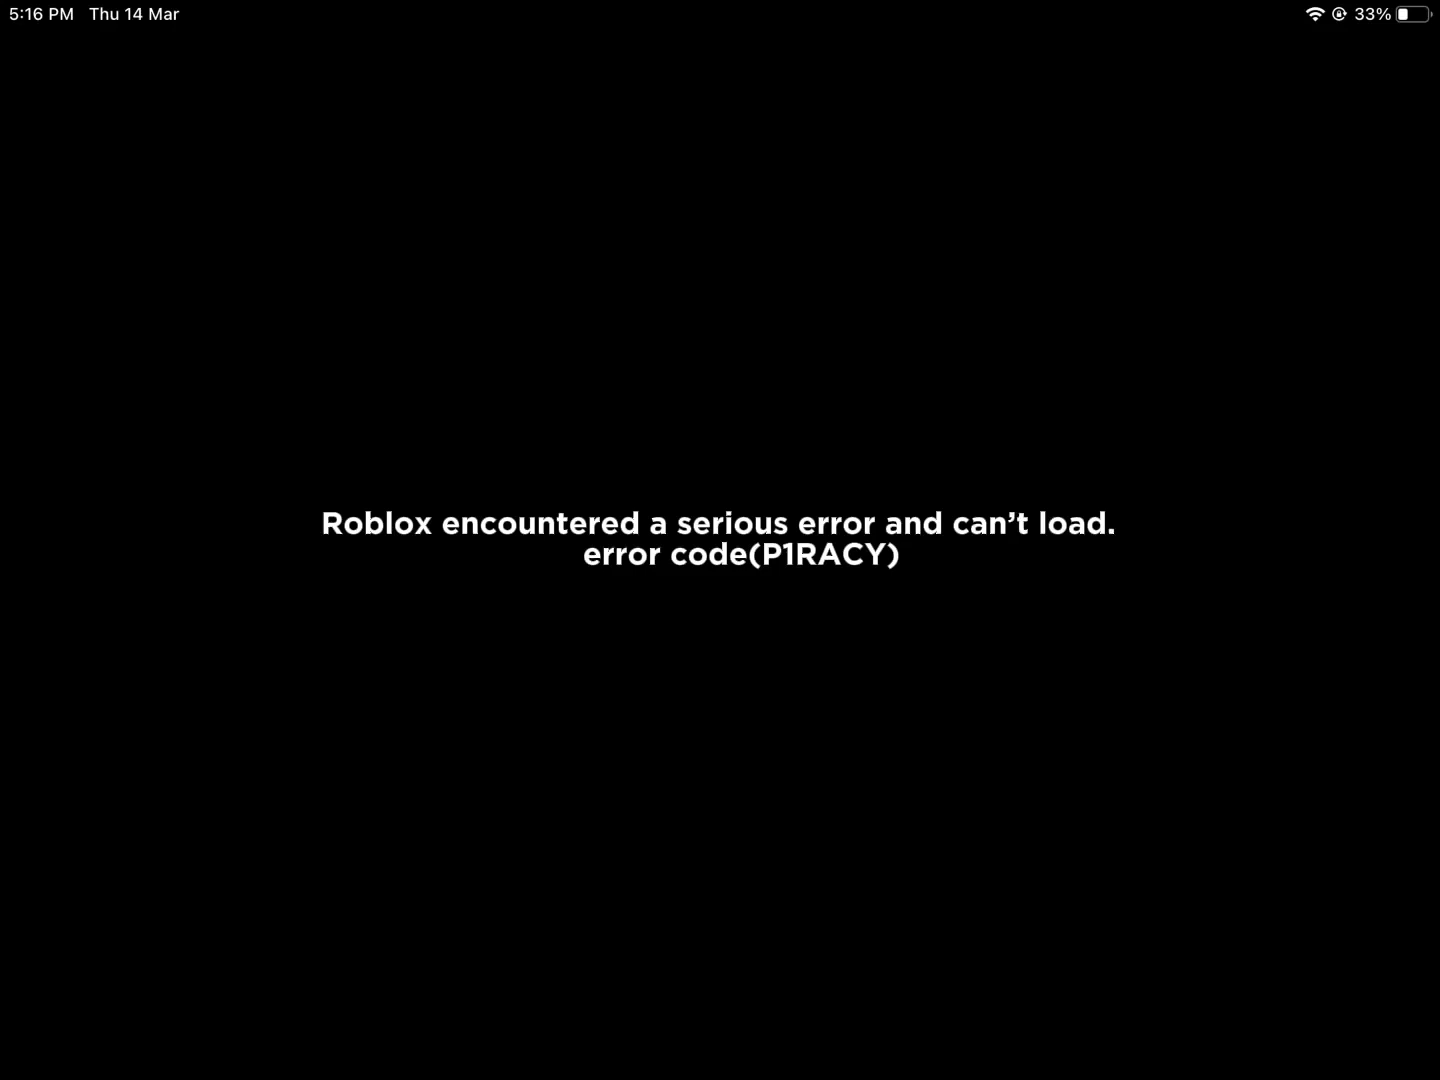 5:16 PM Thu 14 Mar 33%
Roblox encountered a serious error and can’t load.
error code(P1RACY)